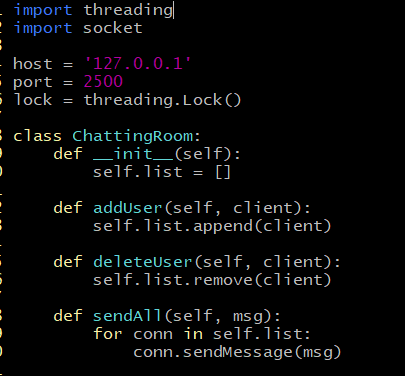 import threading
import socket
host = '127.0.0.1'
port = 2500
lock = threading.Lock()
class ChattingRoom:
    def __init__(self):
        self.list = []
    def addUser(self, client):
        self.list.append(client)
    def deleteUser(self, client):
        self.list.remove(client)
    def sendAll(self, msg):
        for conn in self.list:
            conn.sendMessage(msg)